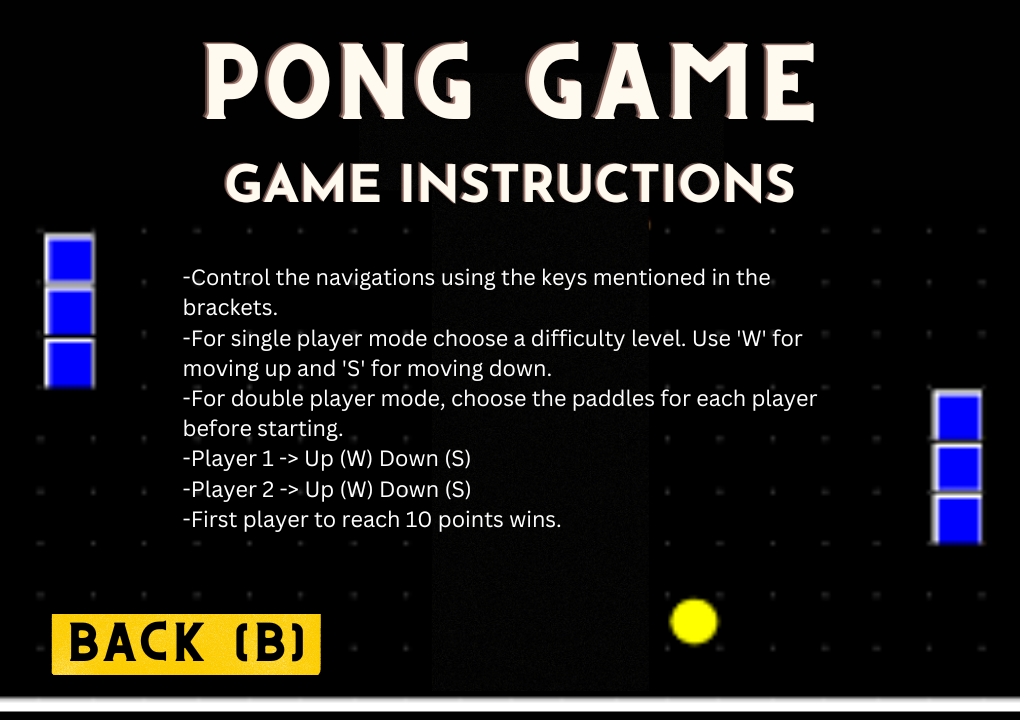 PONG GAME
GAME INSTRUCTIONS
-Control the navigations using the keys mentioned in the
brackets.
-For single player mode choose a difficulty level. Use 'W' for
moving up and 'S' for moving down.
-For double player mode, choose the paddles for each player
before starting.
-Player 1 -> Up (W) Down (S)
-Player 2 -> Up (W) Down (S)
-First player to reach 10 points wins.
BACK (B)